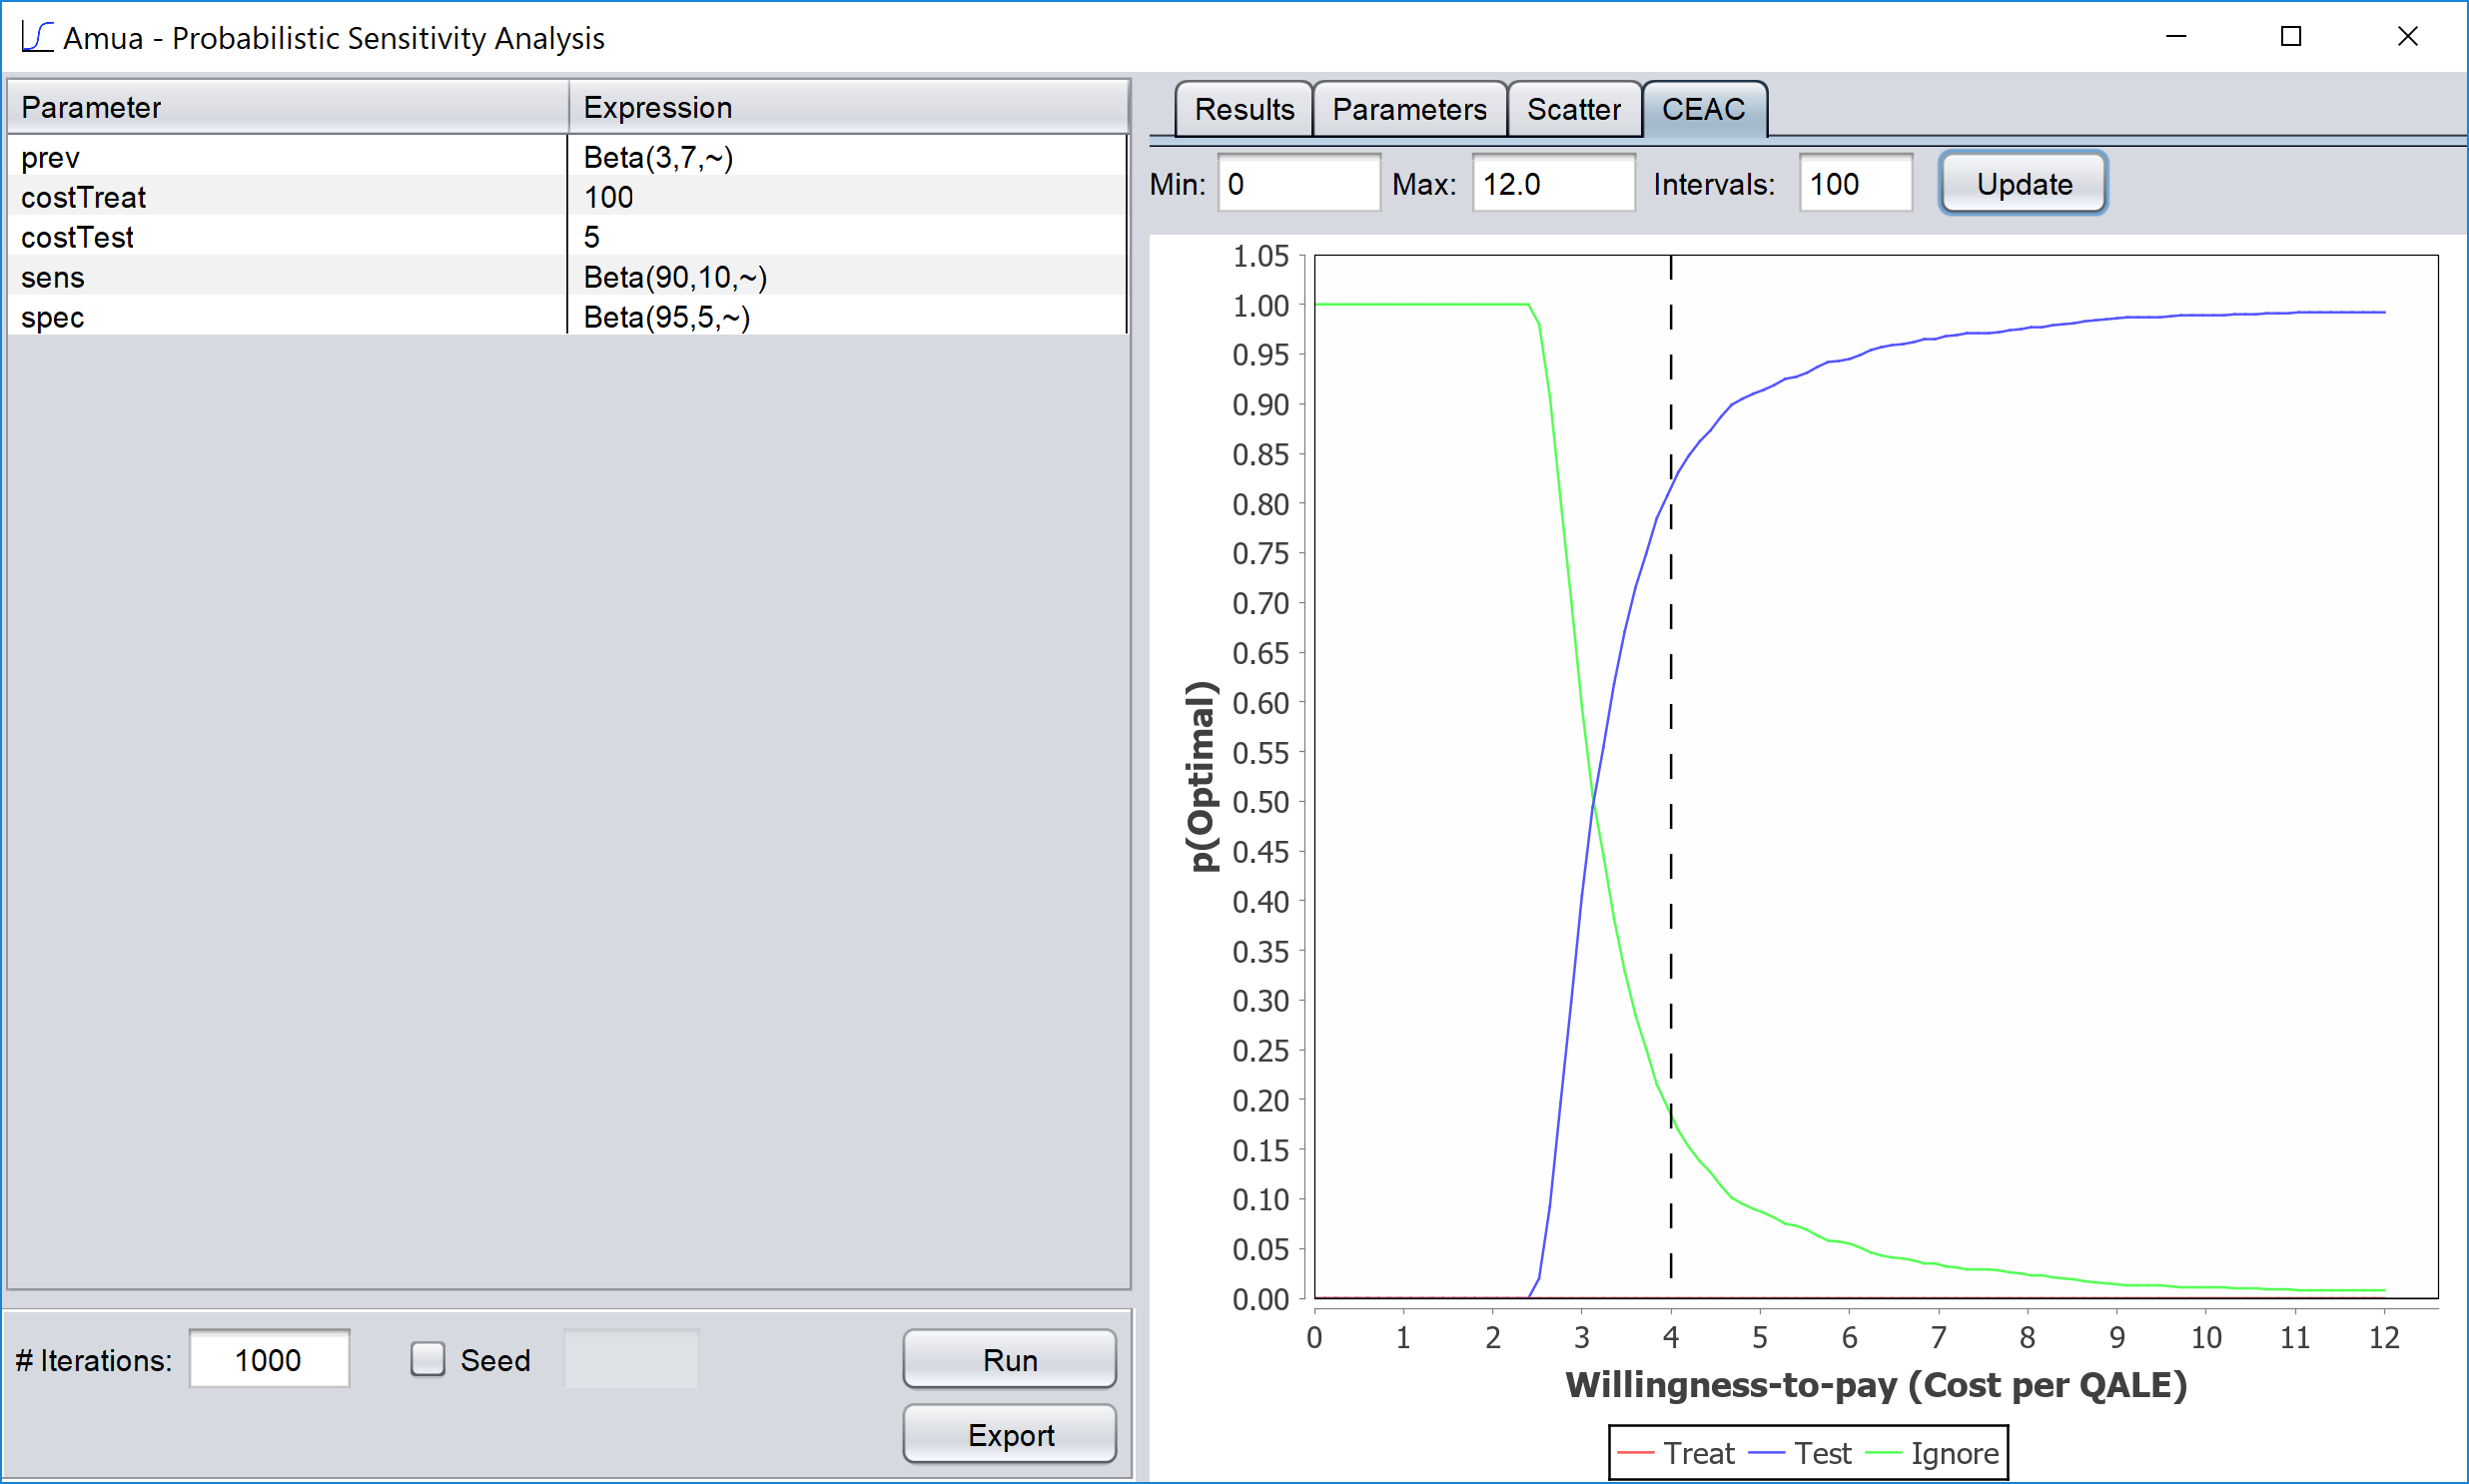 Amua - Probabilistic Sensitivity Analysis
Parameter Expression
prev Beta(3,7,~)
costTreat 100
costTest 5
sens Beta(90,10,~)
spec Beta(95,5,~)
# Iterations: 1000 Seed Run
Export
Results Parameters Scatter CEAC
Min: 0 Max: 12.0 Intervals: 100 Update
1.05
1.00
0.95
0.90
0.85
0.80
0.75
0.70
0.65
0.60
0.55
0.50
0.45
0.40
0.35
0.30
0.25
0.20
0.15
0.10
0.05
0.00
p(Optimal)
0 1 2 3 4 5 6 7 8 9 10 11 12
Willingness-to-pay (Cost per QALE)
Treat Test Ignore